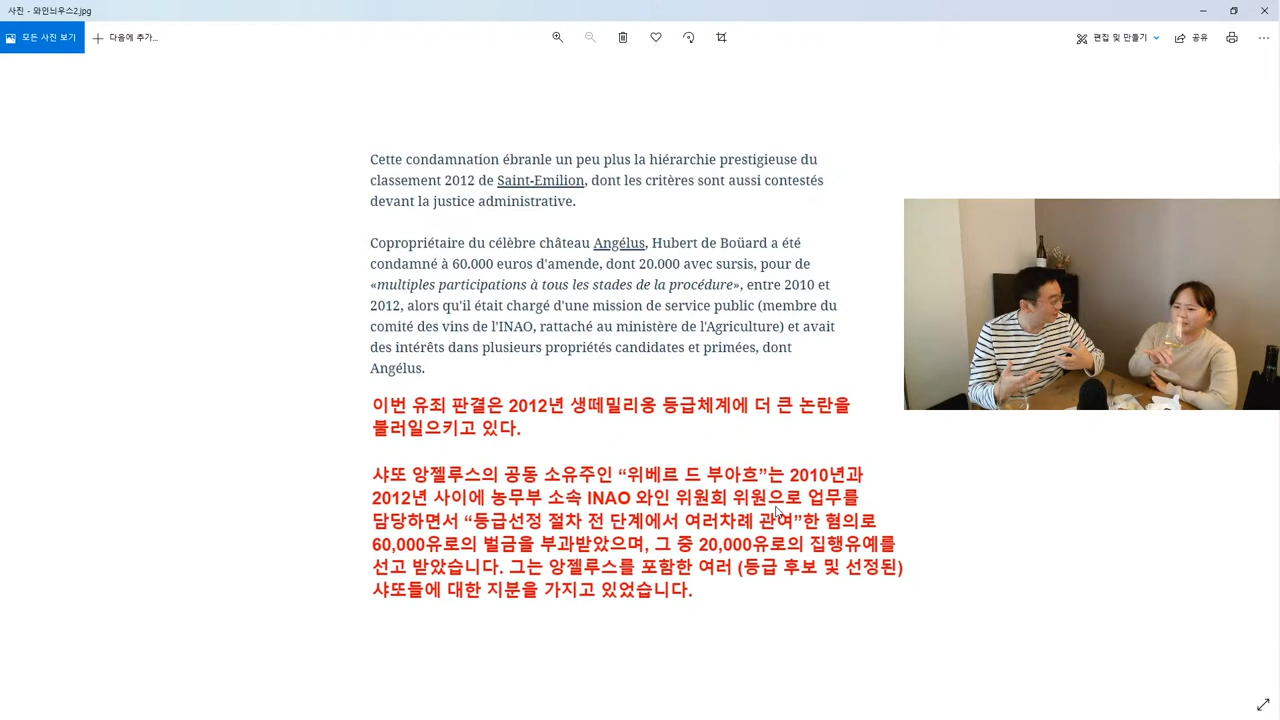 사진 - 와인늬우스2.jpg
모든 사진 보기
다음에 추가...
편집 및 만들기
공유
Cette condamnation ébranle un peu plus la hiérarchie prestigieuse du
classement 2012 de Saint-Emilion, dont les critères sont aussi contestés
devant la justice administrative.
Copropriétaire du célèbre château Angélus, Hubert de Boüard a été
condamné à 60.000 euros d'amende, dont 20.000 avec sursis, pour de
«multiples participations à tous les stades de la procédure», entre 2010 et
2012, alors qu'il était chargé d'une mission de service public (membre du
comité des vins de l'INAO, rattaché au ministère de l'Agriculture) et avait
des intérêts dans plusieurs propriétés candidates et primées, dont
Angélus.
이번 유죄 판결은 2012년 생떼밀리옹 등급체계에 더 큰 논란을
불러일으키고 있다.
샤또 앙젤루스의 공동 소유주인 “위베르 드 부아흐”는 2010년과
2012년 사이에 농무부 소속 INAO 와인 위원회 위원으로 업무를
담당하면서 “등급선정 절차 전 단계에서 여러차례 관여”한 혐의로
60,000유로의 벌금을 부과받았으며, 그 중 20,000유로의 집행유예를
선고 받았습니다. 그는 앙젤루스를 포함한 여러 (등급 후보 및 선정된)
샤또들에 대한 지분을 가지고 있었습니다.